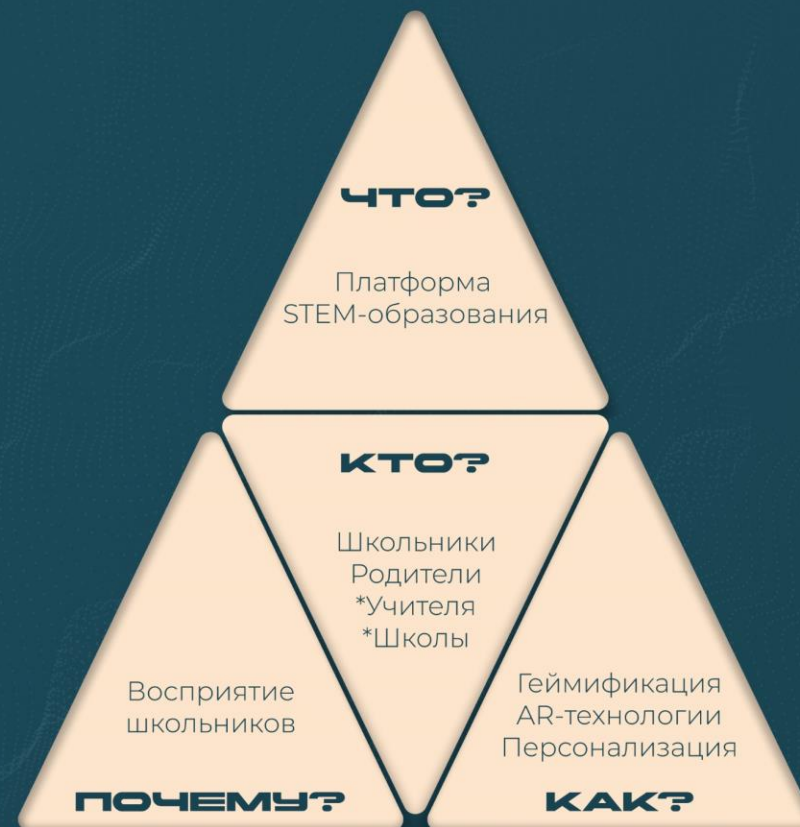 ЧТО?
Платформа
STEM-образования
КТО?
Школьники
Родители
*Учителя
*Школы
Восприятие
школьников
ПОЧЕМУ?
Геймификация
AR-технологии
Персонализация
КАК?